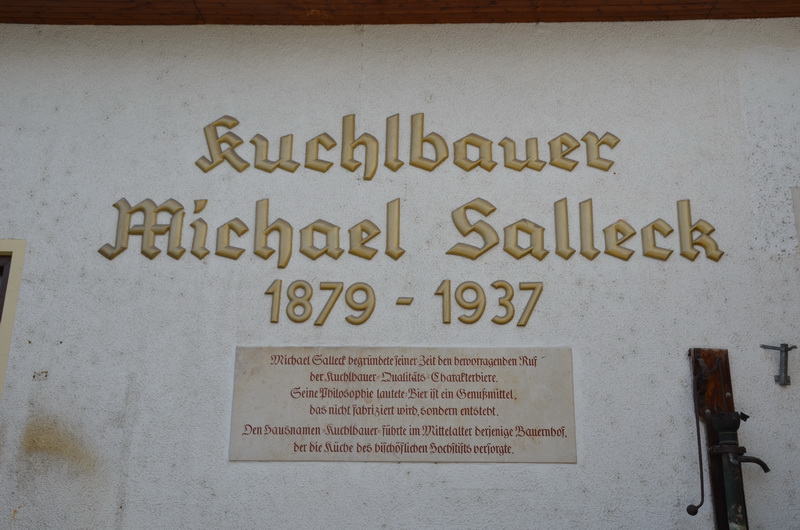 Kuchlbauer
Michael Salleck
1879 - 1937
Michael Salleck begründete seiner Zeit den hervorragenden Ruf
der Kuchlbauer-Qualitäts-Charakterbiere.
Seine Philosophie lautete: Bier ist ein Genußmittel,
das nicht fabriziert wird, sondern entsteht.
Den Hausnamen "Kuchlbauer" führte im Mittelalter derjenige Bauernhof,
der die Küche des bischöflichen Hochstifts versorgte.